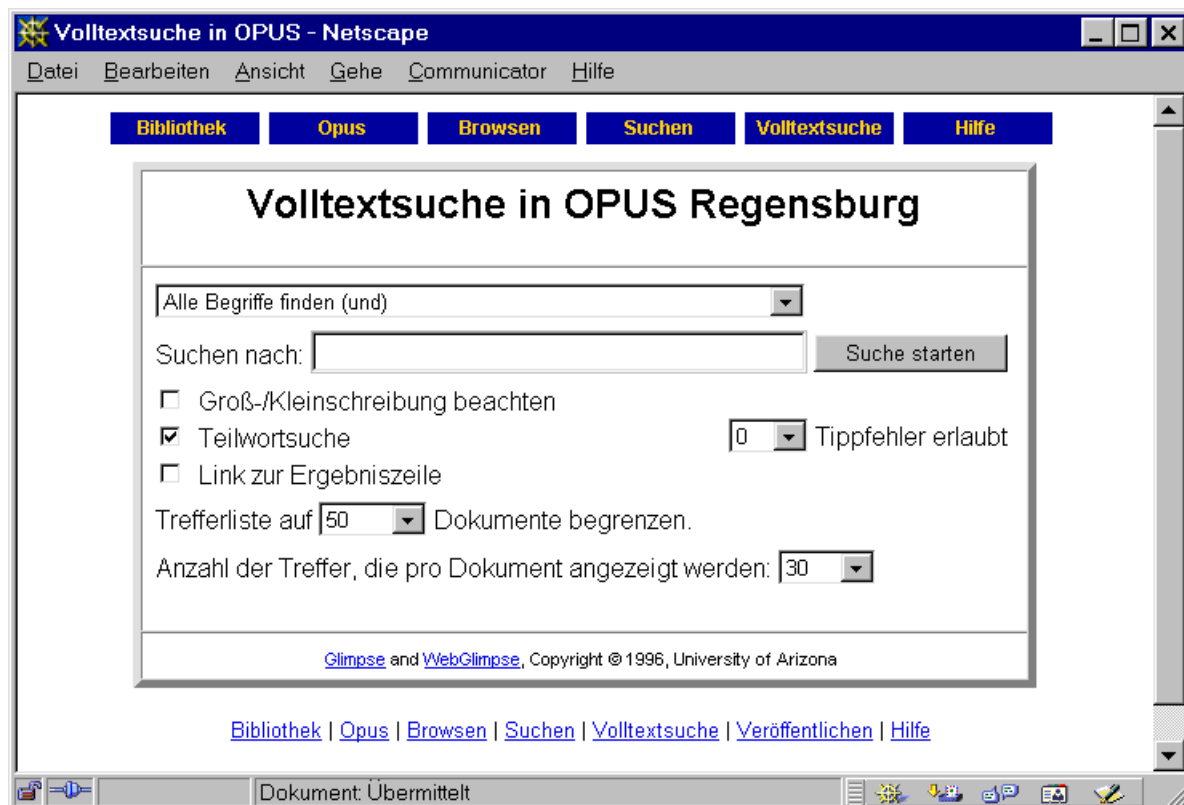 Volltextsuche in OPUS - Netscape
Datei Bearbeiten Ansicht Gehe Communicator Hilfe
Bibliothek Opus Browsen Suchen Volltextsuche Hilfe
Volltextsuche in OPUS Regensburg
Alle Begriffe finden (und)
Suchen nach: Suche starten
Groß-/Kleinschreibung beachten
Teilwortsuche 0 Tippfehler erlaubt
Link zur Ergebniszeile
Trefferliste auf 50 Dokumente begrenzen.
Anzahl der Treffer, die pro Dokument angezeigt werden: 30
Glimpse and WebGlimpse, Copyright © 1996, University of Arizona
Bibliothek | Opus | Browsen | Suchen | Volltextsuche | Veröffentlichen | Hilfe
Dokument: Übermittelt